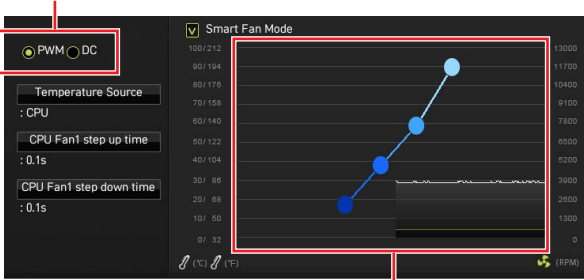 V Smart Fan Mode
PWM DC
Temperature Source
: CPU
CPU Fan1 step up time
: 0.1s
CPU Fan1 step down time
: 0.1s
100/212 13000
90/194 11700
80/176 10400
70/158 9100
60/140 7800
50/122 6500
40/104 5200
30/ 86 3900
20/ 68 2600
10/ 50 1300
0/ 32 0
(°C) (°F) (RPM)